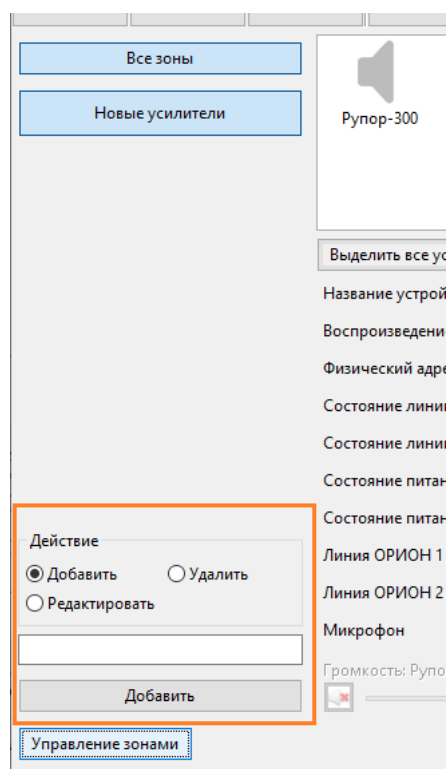 Все зоны
Новые усилители
Рупор-300
Выделить все ус
Название устрой
Воспроизведени
Физический адре
Состояние лини
Состояние лини
Состояние питан
Состояние питан
Линия ОРИОН 1
Линия ОРИОН 2
Микрофон
Громкость: Рупо
Действие
Добавить
Удалить
Редактировать
Добавить
Управление зонами